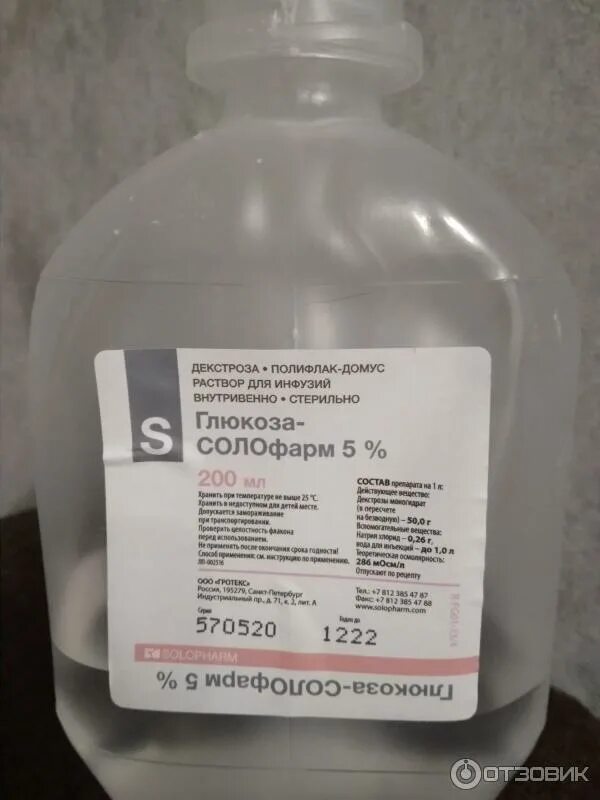 ДЕКСТРОЗА • ПОЛИФЛАК-ДОМУС
РАСТВОР ДЛЯ ИНФУЗИЙ
ВНУТРИВЕННО • СТЕРИЛЬНО
S
Глюкоза-
СОЛОфарм 5 %
200 мл
Хранить при температуре не выше 25 °С.
Хранить в недоступном для детей месте.
Допускается замораживание
при транспортировании.
Проверить целостность флакона
перед использованием.
Не применять после окончания срока годности!
Способ применения: см. инструкцию по применению.
ЛП-002516
СОСТАВ препарата на 1 л:
Действующее вещество:
Декстрозы моногидрат
(в пересчете
на безводную) – 50,0 г
Вспомогательные вещества:
Натрия хлорид – 0,26 г,
вода для инъекций – до 1,0 л
Теоретическая осмолярность:
286 мОсм/л
Отпускают по рецепту
ООО «ГРОТЕКС»
Россия, 195279, Санкт-Петербург
Индустриальный пр., д. 71, к. 2, лит. А
Тел.: +7 812 385 47 87
Факс: +7 812 385 47 88
www.solopharm.com
Серия
570520
Годен до
1222
SOLOPHARM
Глюкоза-СОЛОфарм 5 %
ОТЗОВИК